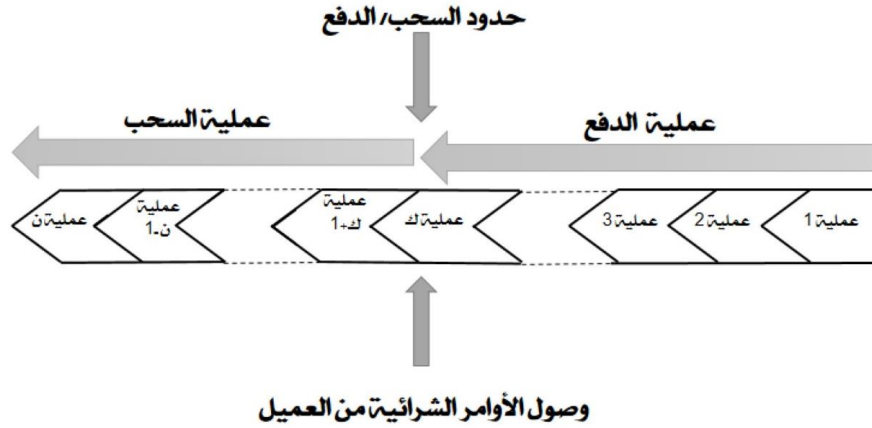 حدود السحب/الدفع
عملية الدفع
عملية السحب
عملية 1
عملية 2
عملية 3
عملية ك
عملية
ك+1
عملية
ن-1
عملية ن
وصول الأوامر الشرائية من العميل